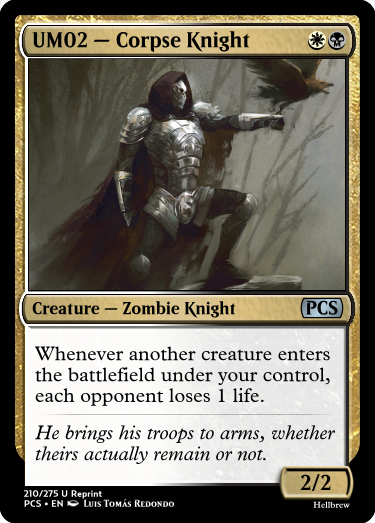 UM02 — Corpse Knight
Creature — Zombie Knight
PCS
Whenever another creature enters
the battlefield under your control,
each opponent loses 1 life.
He brings his troops to arms, whether
theirs actually remain or not.
2/2
210/275 U Reprint
PCS • EN Luis Tomás Redondo
Hellbrew